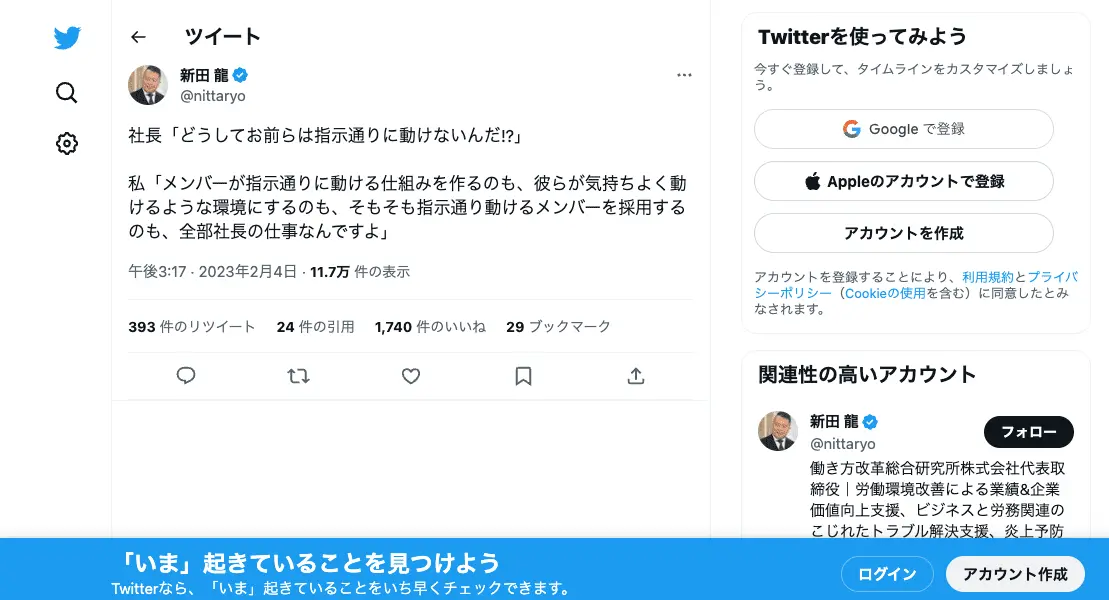 ツイート
新田 龍
@nittaryo
社長「どうしてお前らは指示通りに動けないんだ!?」
私「メンバーが指示通りに動ける仕組みを作るのも、彼らが気持ちよく動
けるような環境にするのも、そもそも指示通り動けるメンバーを採用する
のも、全部社長の仕事なんですよ」
午後3:17 · 2023年2月4日 · 11.7万 件の表示
393 件のリツイート 24 件の引用 1,740 件のいいね 29 ブックマーク
Twitterを使ってみよう
今すぐ登録して、タイムラインをカスタマイズしましょ
う。
Google で登録
Appleのアカウントで登録
アカウントを作成
アカウントを登録することにより、利用規約とプライバ
シーポリシー（Cookieの使用を含む）に同意したとみ
なされます。
関連性の高いアカウント
新田 龍
@nittaryo
フォロー
働き方改革総合研究所株式会社代表取
締役｜労働環境改善による業績&企業
価値向上支援、ビジネスと労務関連の
こじれたトラブル解決支援、炎上予防
「いま」起きていることを見つけよう
Twitterなら、「いま」起きていることをいち早くチェックできます。
ログイン
アカウント作成